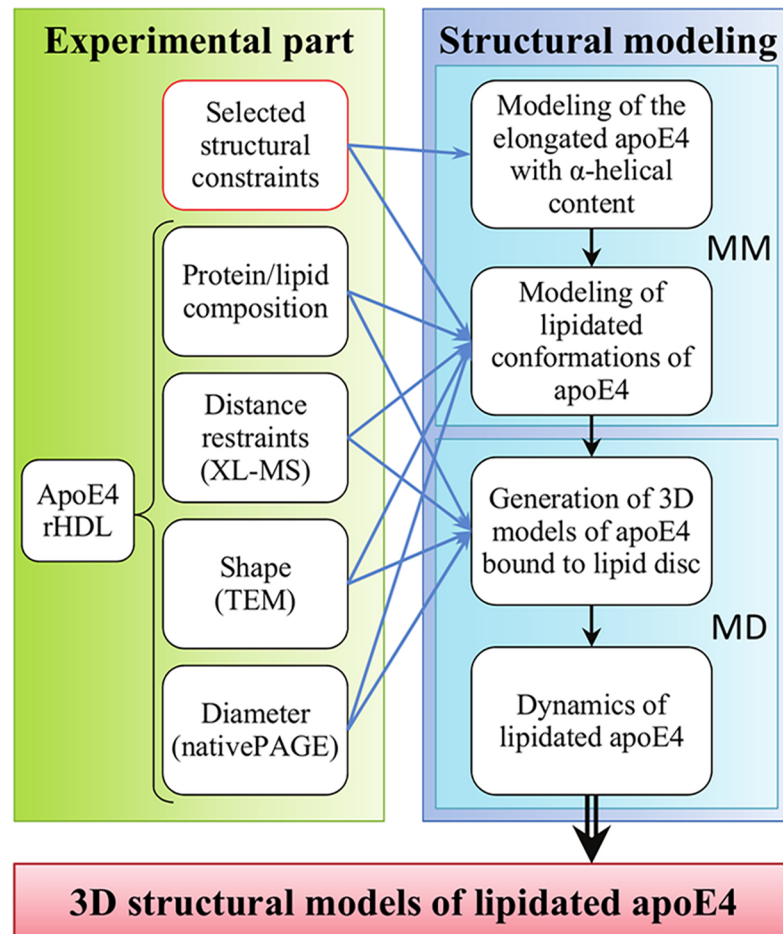 Experimental part
Selected
structural
constraints
Protein/lipid
composition
Distance
restraints
(XL-MS)
ApoE4
rHDL
Shape
(TEM)
Diameter
(nativePAGE)
Structural modeling
Modeling of the
elongated apoE4
with α-helical
content
MM
Modeling of
lipidated
conformations of
apoE4
Generation of 3D
models of apoE4
bound to lipid disc
MD
Dynamics of
lipidated apoE4
3D structural models of lipidated apoE4